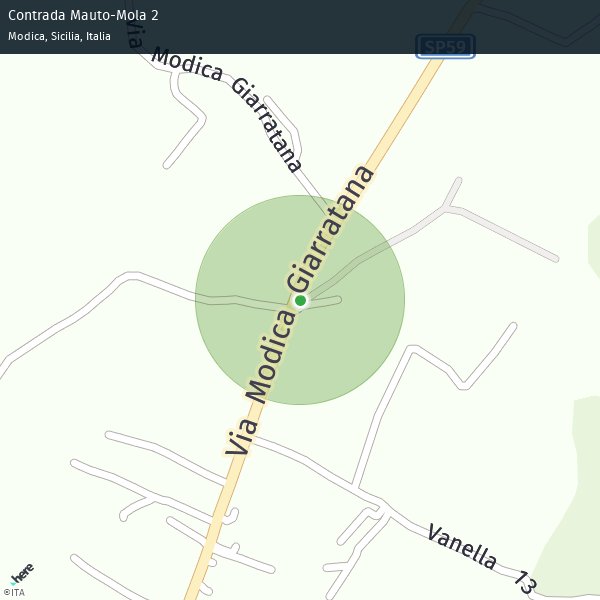 Contrada Mauto-Mola 2
Modica, Sicilia, Italia
SP59
Via Modica Giarratana
Via Modica Giarratana
Vanella 13
here
©ITA